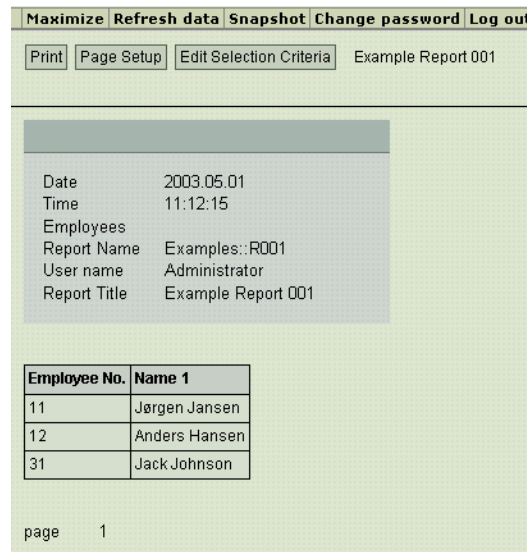 Maximize Refresh data Snapshot Change password Log out
Print Page Setup Edit Selection Criteria Example Report 001
Date 2003.05.01
Time 11:12:15
Employees
Report Name Examples::R001
User name Administrator
Report Title Example Report 001
Employee No. Name 1
11 Jørgen Jansen
12 Anders Hansen
31 Jack Johnson
page 1